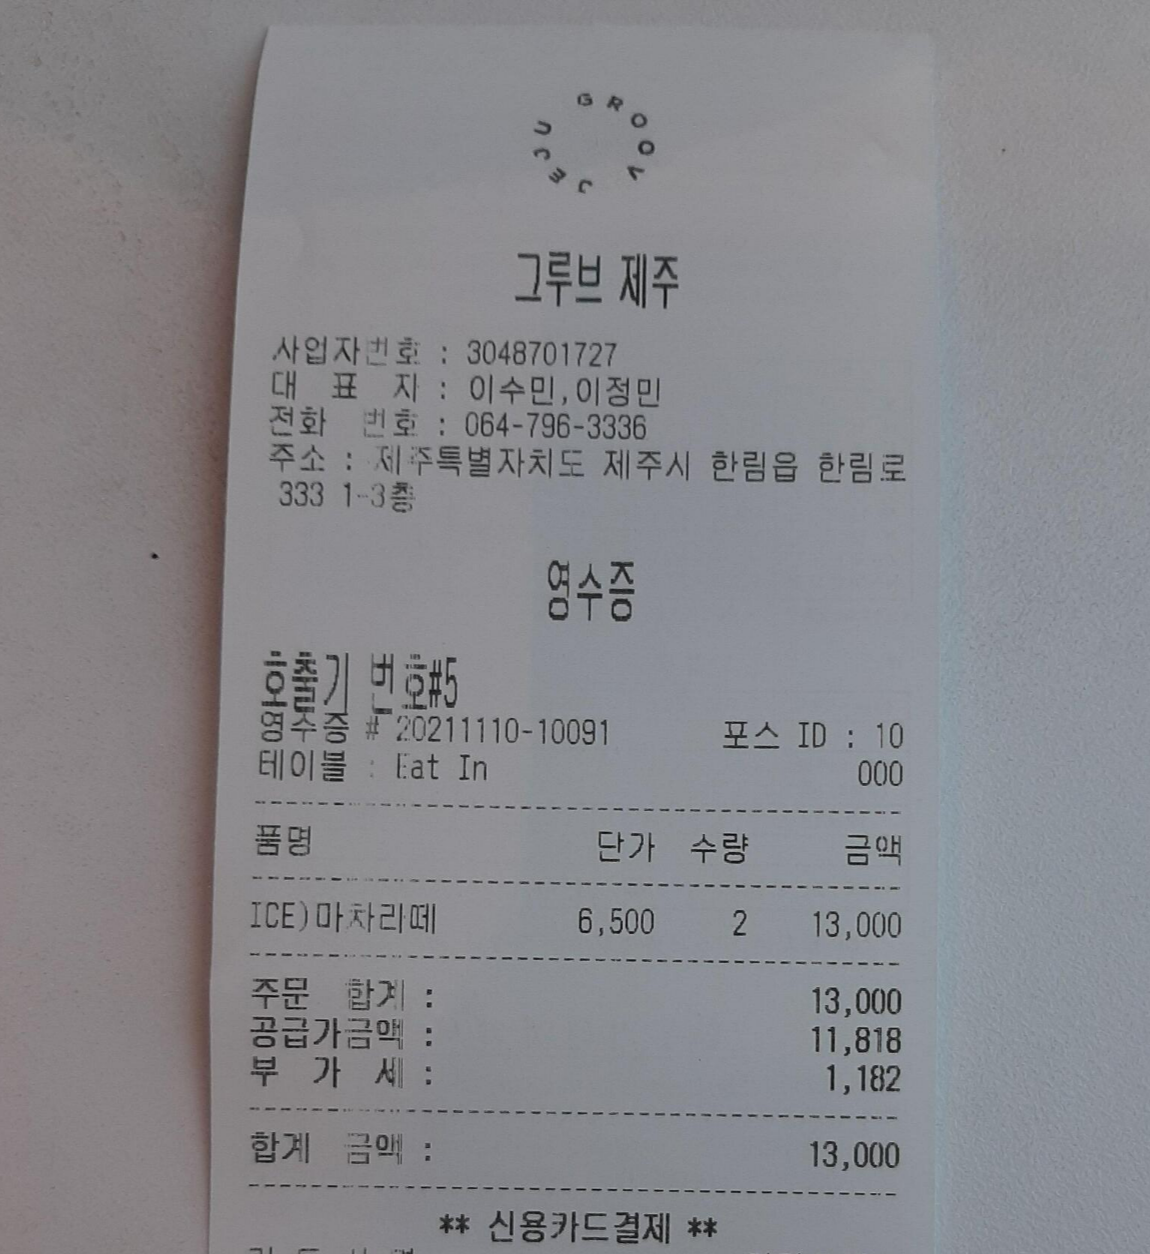 GROOVE JEJU
그루브 제주
사업자번호 : 3048701727
대 표 자 : 이수민,이정민
전화 번호 : 064-796-3336
주소 : 제주특별자치도 제주시 한림읍 한림로
333 1-3층
영수증
호출기 번호#5
영수증 # 20211110-10091 포스 ID : 10
테이블 : Eat In 000
품명 단가 수량 금액
ICE)마차라떼 6,500 2 13,000
주문 합계 : 13,000
공급가금액 : 11,818
부 가 세 : 1,182
합계 금액 : 13,000
** 신용카드결제 **